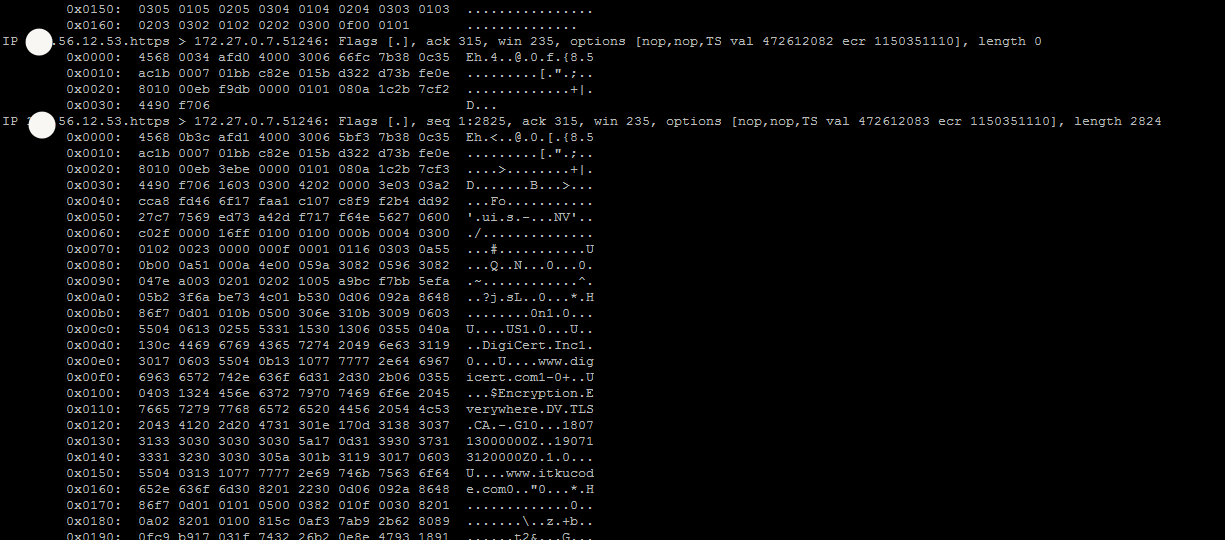 0x0150: 0305 0105 0205 0304 0104 0204 0303 0103 ................
0x0160: 0203 0302 0102 0202 0300 0f00 0101 ..............
IP .56.12.53.https > 172.27.0.7.51246: Flags [.], ack 315, win 235, options [nop,nop,TS val 472612082 ecr 1150351110], length 0
0x0000: 4568 0034 afd0 4000 3006 66fc 7b38 0c35 Eh.4..@.0.f.{8.5
0x0010: ac1b 0007 01bb c82e 015b d322 d73b fe0e .........[.".;..
0x0020: 8010 00eb f9db 0000 0101 080a 1c2b 7cf2 .............+|.
0x0030: 4490 f706 D...
IP .56.12.53.https > 172.27.0.7.51246: Flags [.], seq 1:2825, ack 315, win 235, options [nop,nop,TS val 472612083 ecr 1150351110], length 2824
0x0000: 4568 0b3c afd1 4000 3006 5bf3 7b38 0c35 Eh.<..@.0.[.{8.5
0x0010: ac1b 0007 01bb c82e 015b d322 d73b fe0e .........[.".;..
0x0020: 8010 00eb 3ebe 0000 0101 080a 1c2b 7cf3 ....>........+|.
0x0030: 4490 f706 1603 0300 4202 0000 3e03 03a2 D.......B...>...
0x0040: cca8 fd46 6f17 faa1 c107 c8f9 f2b4 dd92 ...Fo...........
0x0050: 27c7 7569 ed73 a42d f717 f64e 5627 0600 '.ui.s.-...NV'..
0x0060: c02f 0000 16ff 0100 0100 000b 0004 0300 ./..............
0x0070: 0102 0023 0000 000f 0001 0116 0303 0a55 ...#...........U
0x0080: 0b00 0a51 000a 4e00 059a 3082 0596 3082 ...Q..N...0...0.
0x0090: 047e a003 0201 0202 1005 a9bc f7bb 5efa .~............^.
0x00a0: 05b2 3f6a be73 4c01 b530 0d06 092a 8648 ..?j.sL..0...*.H
0x00b0: 86f7 0d01 010b 0500 306e 310b 3009 0603 ........0n1.0...
0x00c0: 5504 0613 0255 5331 1530 1306 0355 040a U....US1.0...U..
0x00d0: 130c 4469 6769 4365 7274 2049 6e63 3119 ..DigiCert.Inc1.
0x00e0: 3017 0603 5504 0b13 1077 7777 2e64 6967 0...U....www.dig
0x00f0: 6963 6572 742e 636f 6d31 2d30 2b06 0355 icert.com1-0+..U
0x0100: 0403 1324 456e 6372 7970 7469 6f6e 2045 ...$Encryption.E
0x0110: 7665 7279 7768 6572 6520 4456 2054 4c53 verywhere.DV.TLS
0x0120: 2043 4120 2d20 4731 301e 170d 3138 3037 .CA.-.G10...1807
0x0130: 3133 3030 3030 3030 5a17 0d31 3930 3731 13000000Z..19071
0x0140: 3331 3230 3030 305a 301b 3119 3017 0603 3120000Z0.1.0...
0x0150: 5504 0313 1077 7777 2e69 746b 7563 6f64 U....www.itkucod
0x0160: 652e 636f 6d30 8201 2230 0d06 092a 8648 e.com0.."0...*.H
0x0170: 86f7 0d01 0101 0500 0382 010f 0030 8201 .............0..
0x0180: 0a02 8201 0100 815c 0af3 7ab9 2b62 8089 .......\..z.+b..
0x0190: 0fc9 b917 031f 7432 26b2 0e8e 4793 1891 ......t2&...G...